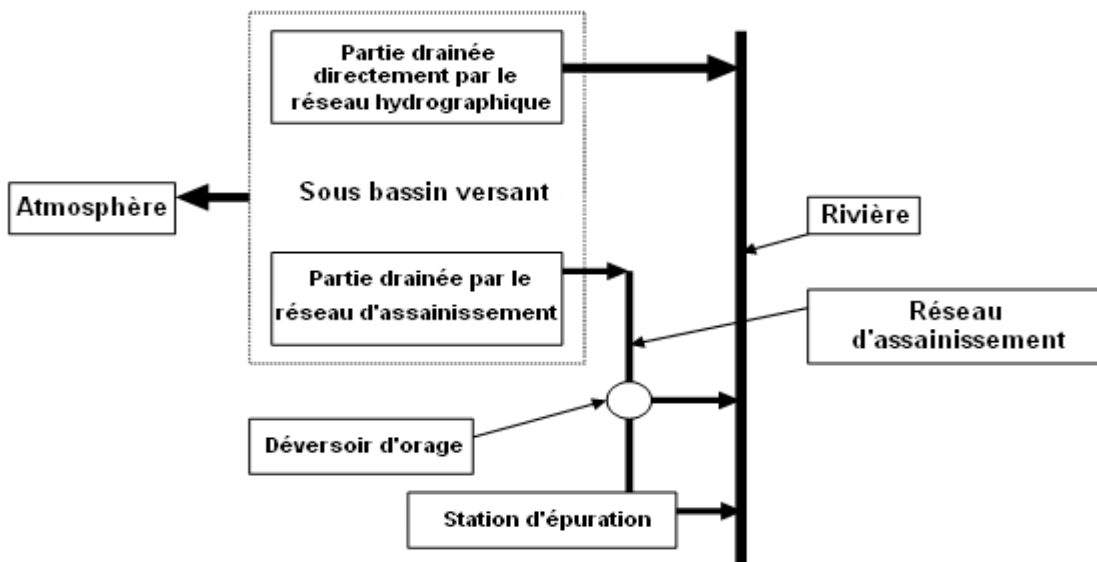 Partie drainée
directement par le
réseau hydrographique
Sous bassin versant
Atmosphère
Rivière
Partie drainée par le
réseau d'assainissement
Réseau
d'assainissement
Déversoir d'orage
Station d'épuration